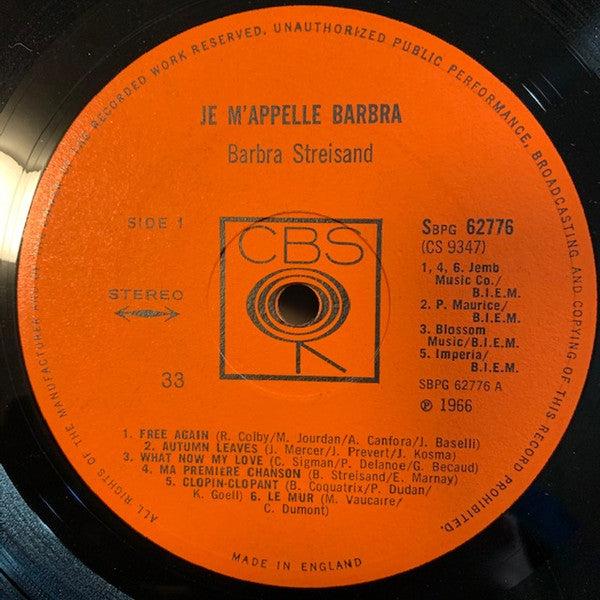 ALL RIGHTS OF THE MANUFACTURER AND OF THE OWNER OF THE RECORDED WORK RESERVED. UNAUTHORIZED PUBLIC PERFORMANCE, BROADCASTING AND COPYING OF THIS RECORD PROHIBITED.
JE M'APPELLE BARBRA
Barbra Streisand
SIDE 1
STEREO
33
CBS
SBPG 62776
(CS 9347)
1, 4, 6. Jemb
Music Co./
B.I.E.M.
2. P. Maurice/
B.I.E.M.
3. Blossom
Music/B.I.E.M.
5. Imperia/
B.I.E.M.
SBPG 62776 A
℗ 1966
1. FREE AGAIN (R. Colby/M. Jourdan/A. Canfora/J. Baselli)
2. AUTUMN LEAVES (J. Mercer/J. Prevert/J. Kosma)
3. WHAT NOW MY LOVE (C. Sigman/P. Delanoe/G. Becaud)
4. MA PREMIÈRE CHANSON (B. Streisand/E. Marnay)
5. CLOPIN-CLOPANT (B. Coquatrix/P. Dudan/
K. Goell) 6. LE MUR (M. Vaucaire/
C. Dumont)
MADE IN ENGLAND